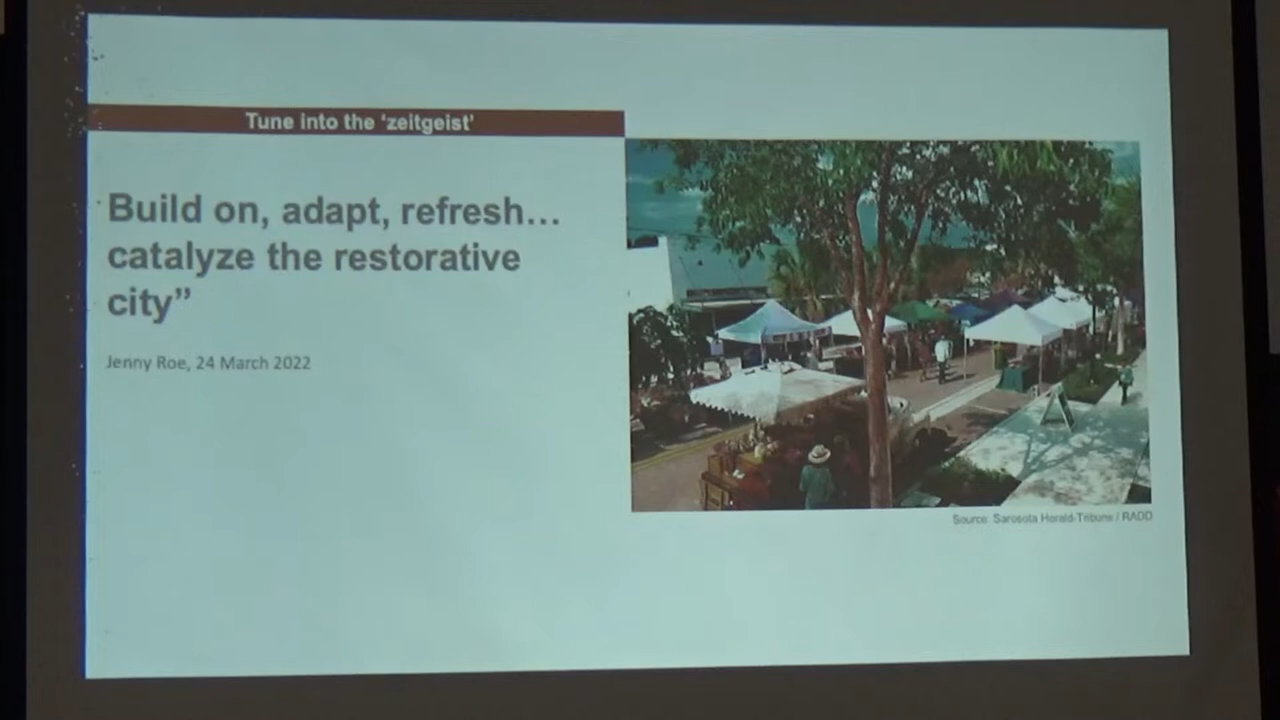 Tune into the ‘zeitgeist’
Build on, adapt, refresh…
catalyze the restorative
city”
Jenny Roe, 24 March 2022
Source: Sarosola Herald-Tribune / RADD